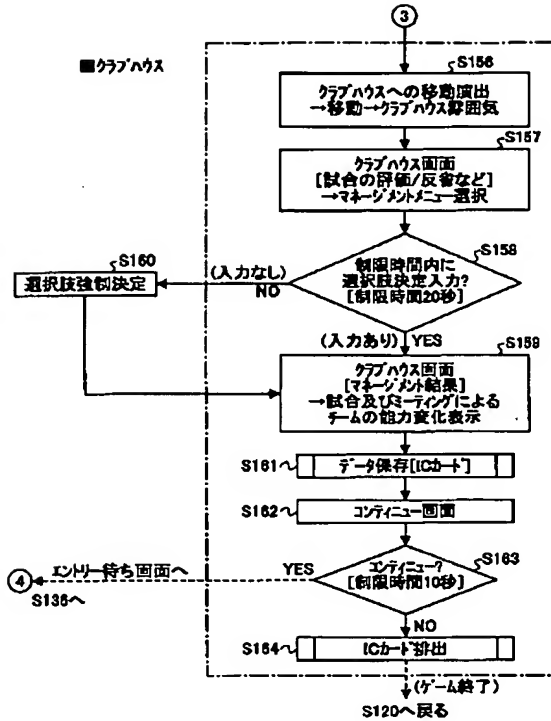 ③
■クラブハウス
S156
クラブハウスへの移動演出
→移動→クラブハウス雰囲気
S157
クラブハウス画面
[試合の評価/反省など]
→マネージメントメニュー選択
S158
制限時間内に
選択肢決定入力?
[制限時間20秒]
(入力なし)
NO
S160
選択肢強制決定
(入力あり) YES
S159
クラブハウス画面
[マネージメント結果]
→試合及びミーティングによる
チームの能力変化表示
S161
データ保存[ICカード]
S162
コンティニュー画面
S163
コンティニュー?
[制限時間10秒]
YES
エントリー待ち画面へ
④
S136へ
NO
S164
ICカード排出
(ゲーム終了)
S120へ戻る